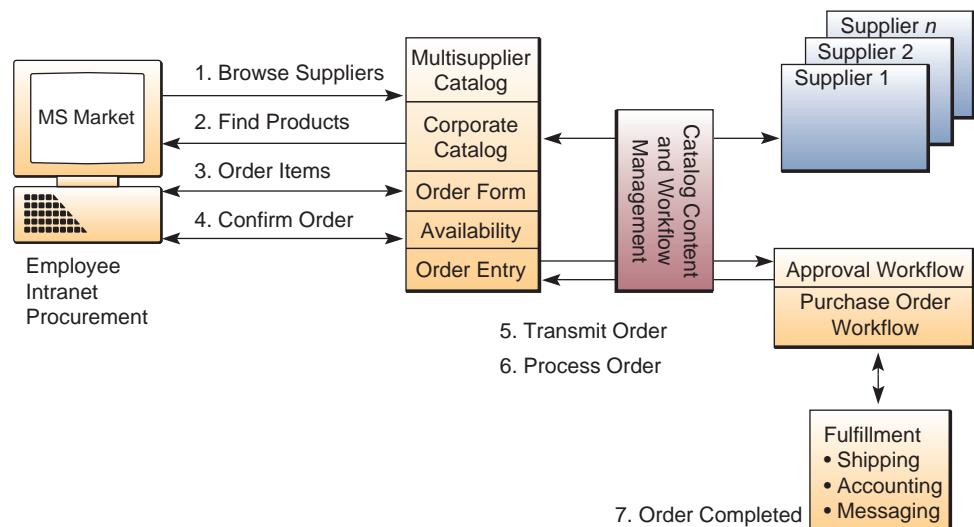 MS Market
Employee
Intranet
Procurement
1. Browse Suppliers
2. Find Products
3. Order Items
4. Confirm Order
Multisupplier
Catalog
Corporate
Catalog
Order Form
Availability
Order Entry
Catalog Content
and Workflow
Management
Supplier n
Supplier 2
Supplier 1
Approval Workflow
Purchase Order
Workflow
5. Transmit Order
6. Process Order
Fulfillment
• Shipping
• Accounting
• Messaging
7. Order Completed